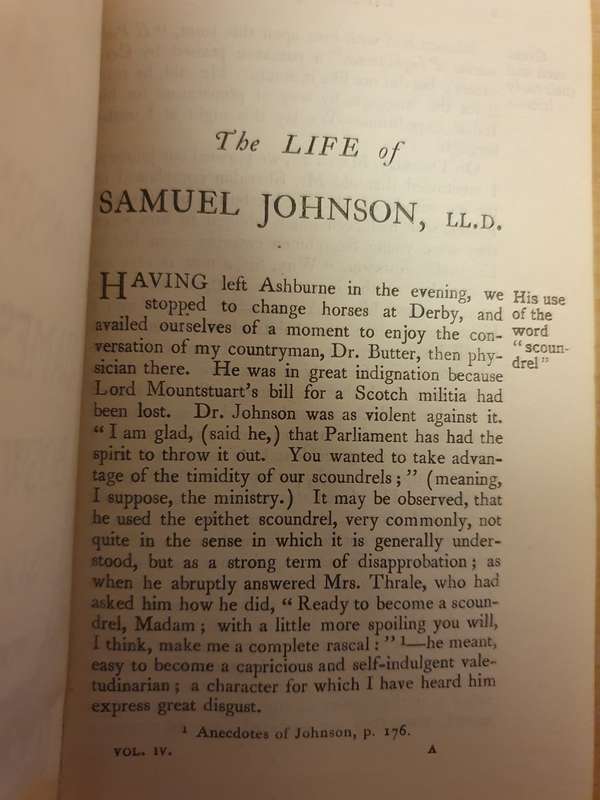 The LIFE of
SAMUEL JOHNSON, LL.D.
HAVING left Ashburne in the evening, we
stopped to change horses at Derby, and
availed ourselves of a moment to enjoy the con-
versation of my countryman, Dr. Butter, then phy-
sician there. He was in great indignation because
Lord Mountstuart's bill for a Scotch militia had
been lost. Dr. Johnson was as violent against it.
"I am glad, (said he,) that Parliament has had the
spirit to throw it out. You wanted to take advan-
tage of the timidity of our scoundrels;" (meaning,
I suppose, the ministry.) It may be observed, that
he used the epithet scoundrel, very commonly, not
quite in the sense in which it is generally under-
stood, but as a strong term of disapprobation; as
when he abruptly answered Mrs. Thrale, who had
asked him how he did, "Ready to become a scoun-
drel, Madam; with a little more spoiling you will,
I think, make me a complete rascal:" ¹—he meant,
easy to become a capricious and self-indulgent vale-
tudinarian; a character for which I have heard him
express great disgust.
His use
of the
word
"scoun-
drel"
¹ Anecdotes of Johnson, p. 176.
VOL. IV. A